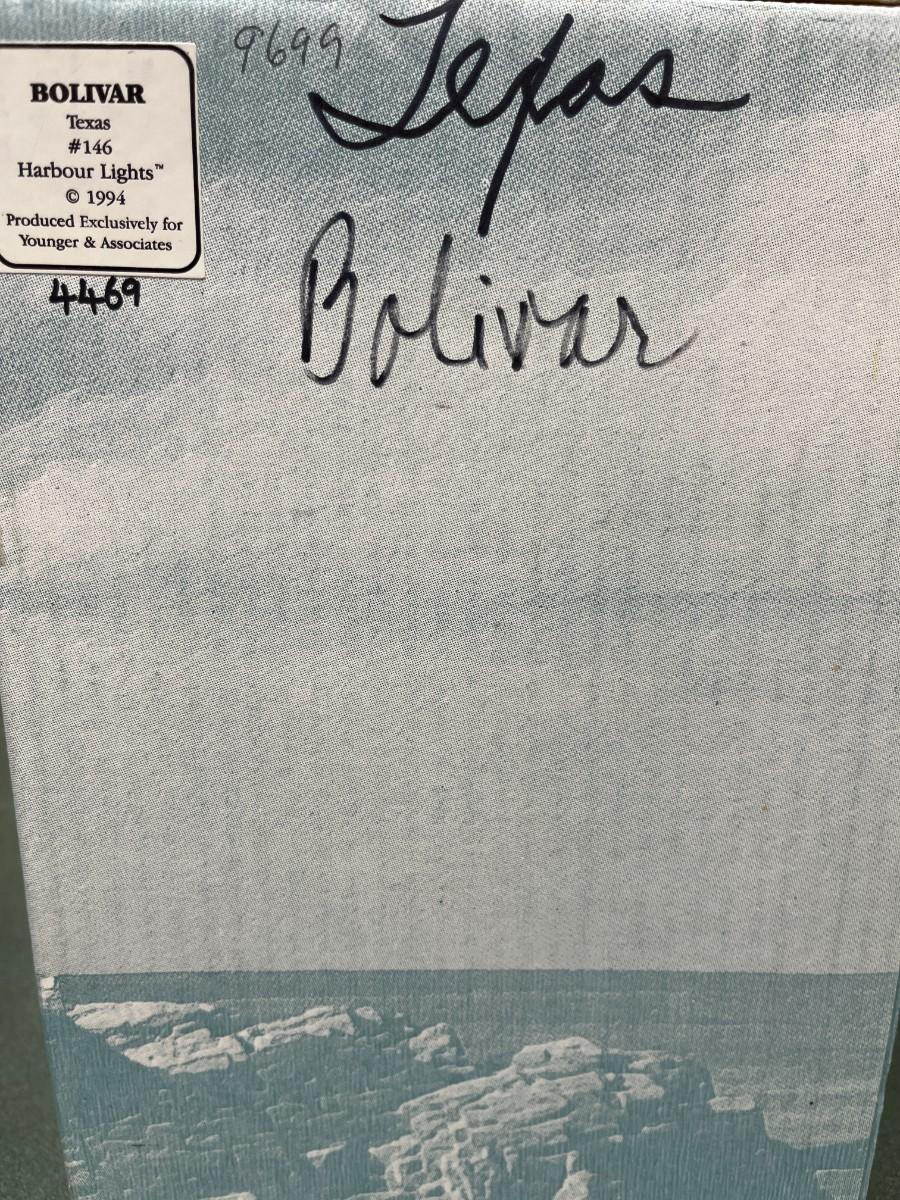 9699
Texas
Bolivar
BOLIVAR
Texas
#146
Harbour Lights™
© 1994
Produced Exclusively for
Younger & Associates
4469